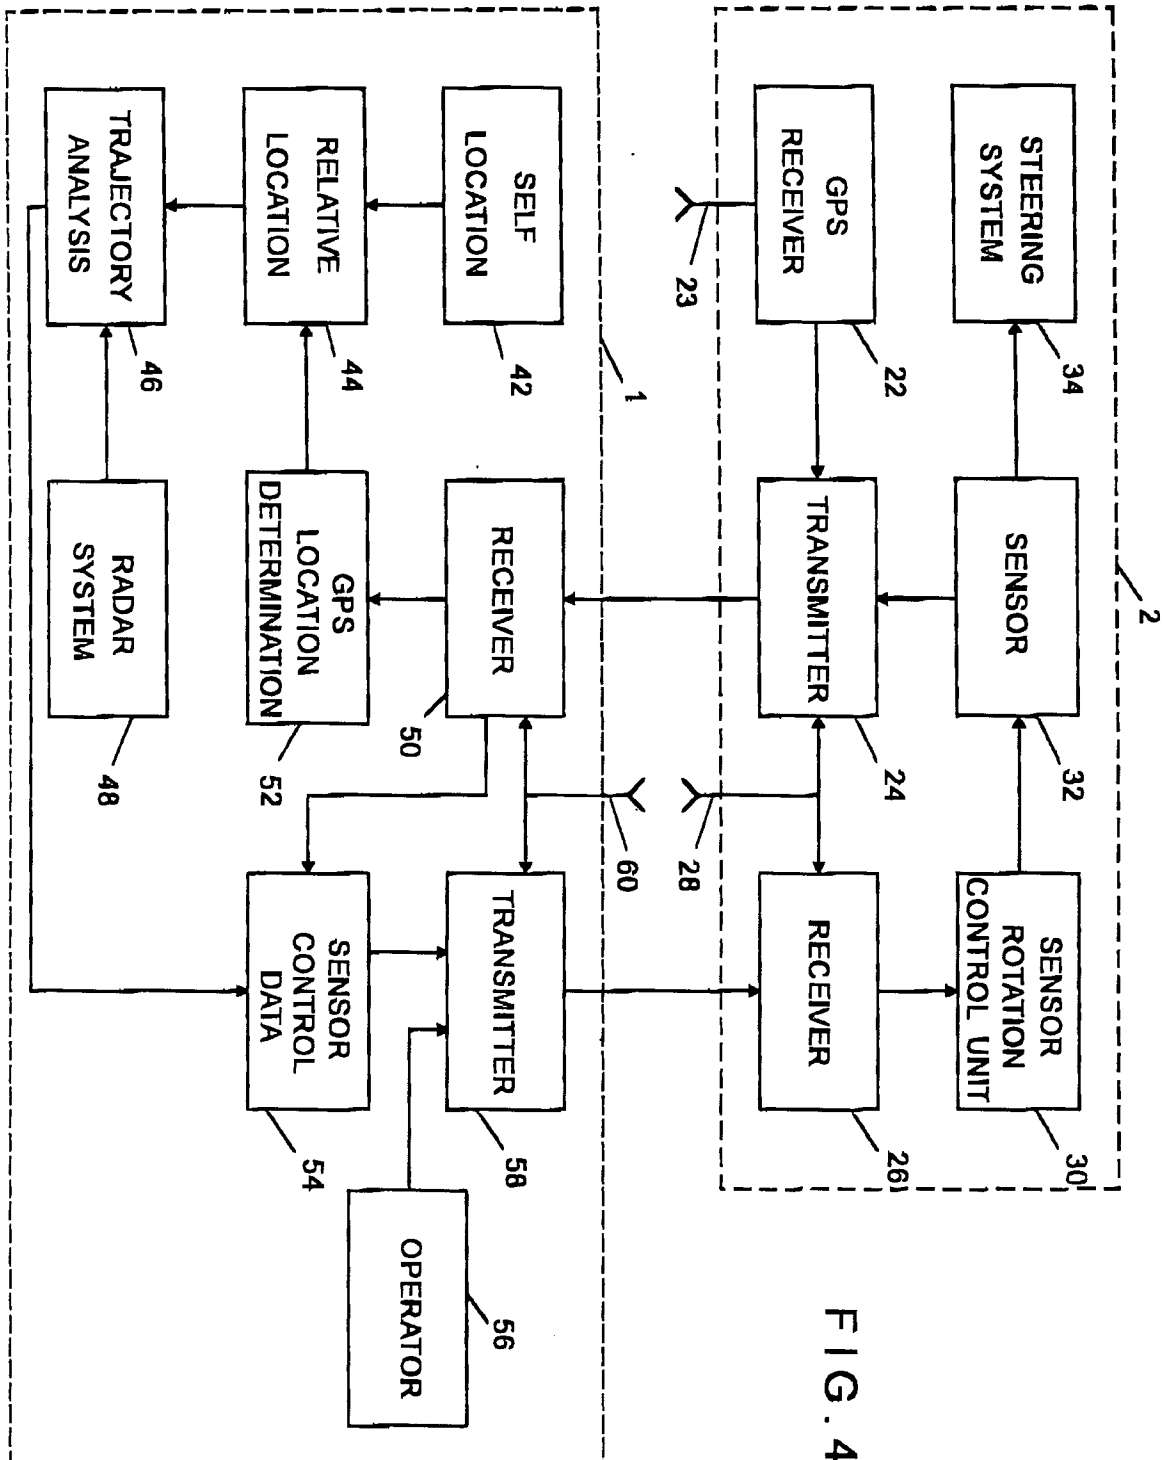 2
STEERING
SYSTEM
34
SENSOR
32
SENSOR
ROTATION
CONTROL UNIT
30
GPS
RECEIVER
22
TRANSMITTER
24
RECEIVER
26
FIG. 4
23
28
1
60
SELF
LOCATION
42
RECEIVER
50
TRANSMITTER
58
OPERATOR
56
RELATIVE
LOCATION
44
GPS
LOCATION
DETERMINATION
52
SENSOR
CONTROL
DATA
54
TRAJECTORY
ANALYSIS
46
RADAR
SYSTEM
48